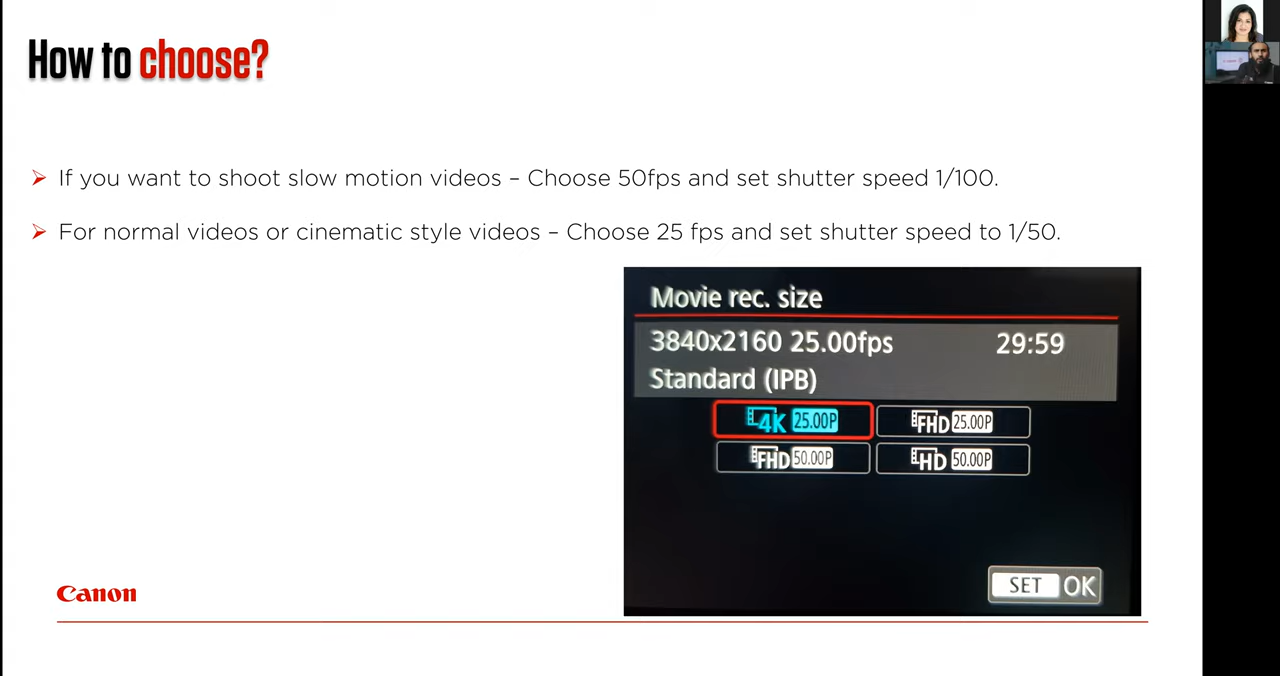 How to choose?
If you want to shoot slow motion videos – Choose 50fps and set shutter speed 1/100.
For normal videos or cinematic style videos – Choose 25 fps and set shutter speed to 1/50.
Movie rec. size
3840x2160 25.00fps 29:59
Standard (IPB)
4K 25.00P FHD 25.00P
FHD 50.00P HD 50.00P
SET OK
Canon